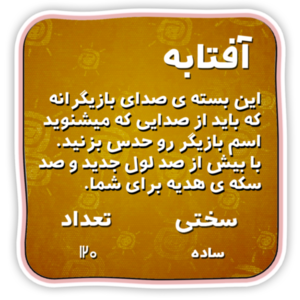 آفتابه
این بسته ی صدای بازیگرانه
که باید از صدایی که میشنوید
اسم بازیگر رو حدس بزنید.
با بیش از صد لول جدید و صد
سکه ی هدیه برای شما.
سختی تعداد
ساده ۱۲۰